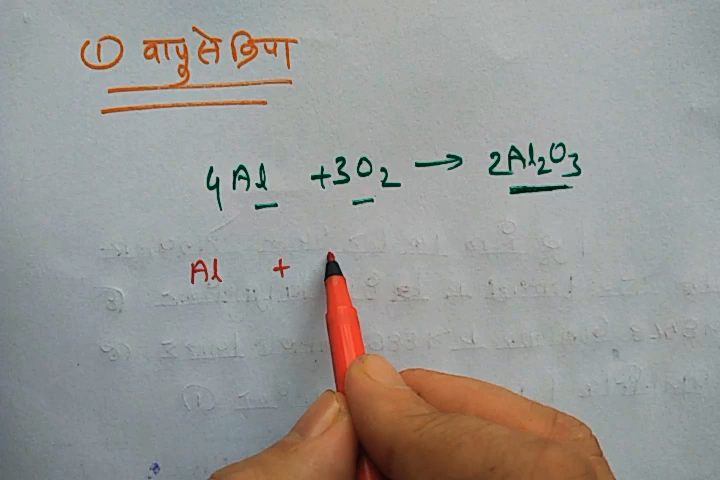 ① वायु से क्रिया
4Al + 3O₂ → 2Al₂O₃
Al +